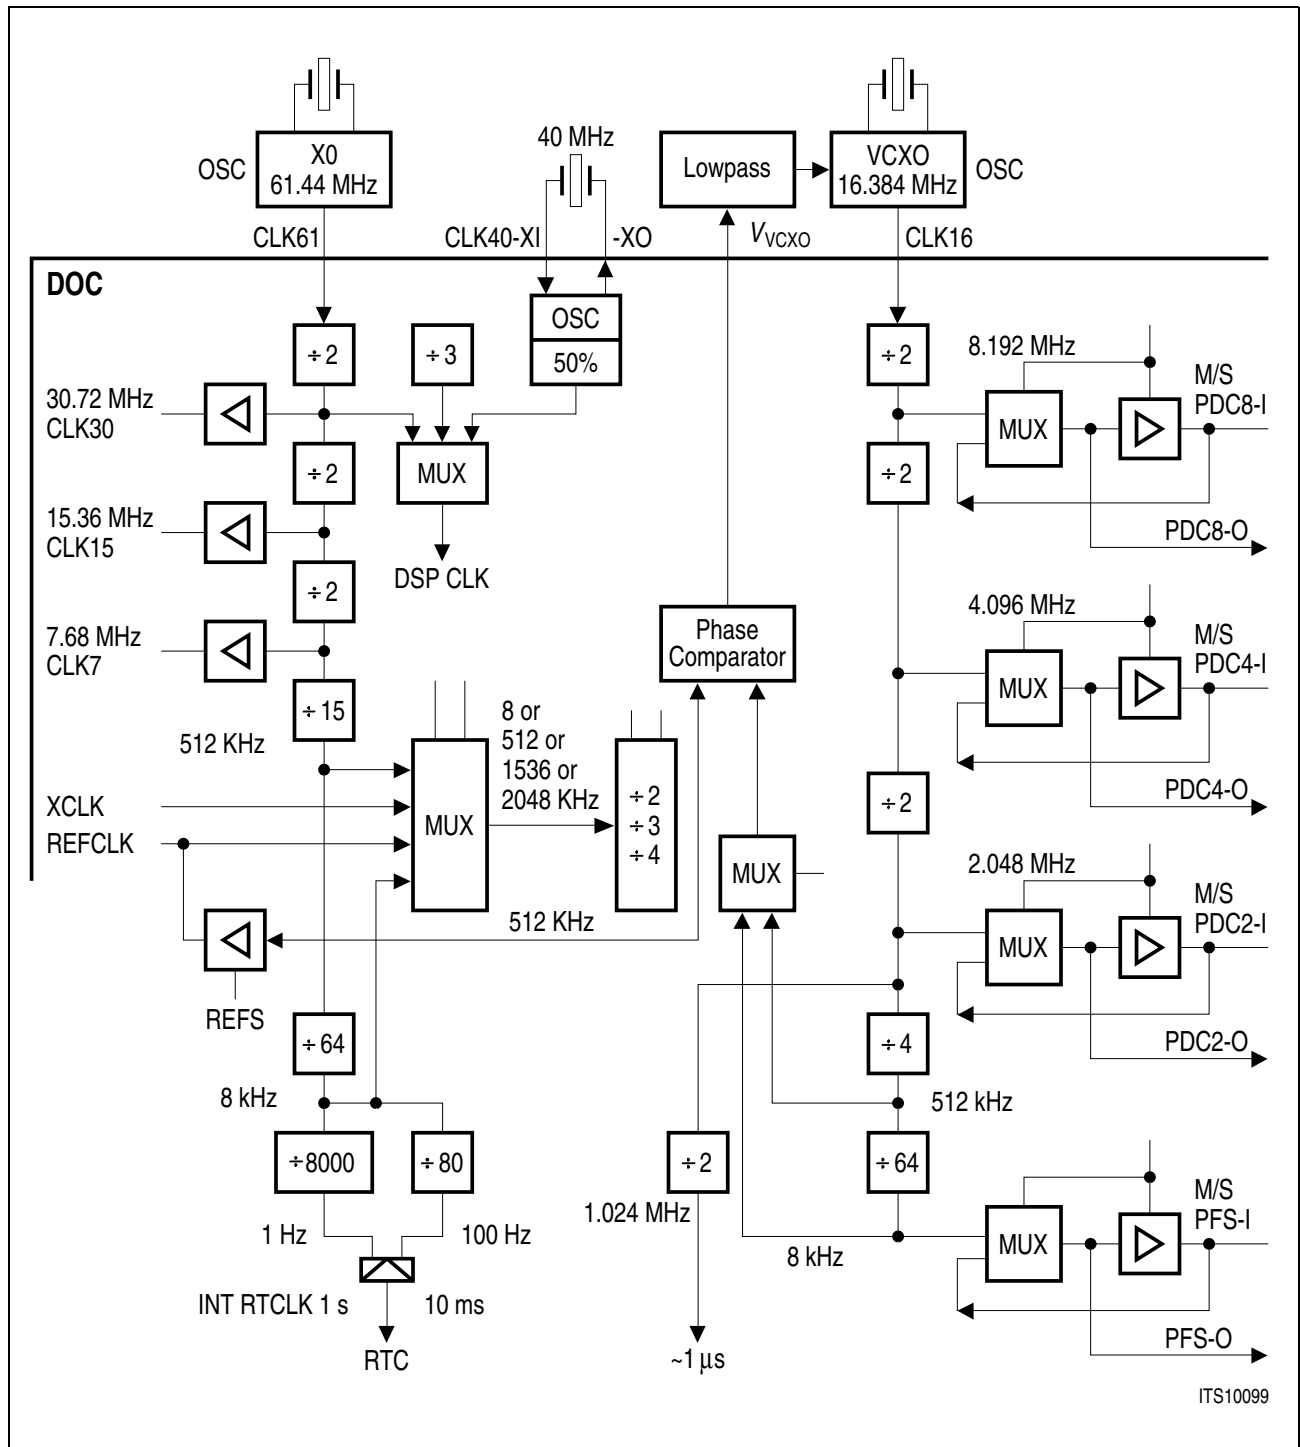 40 MHz
OSC
X0
61.44 MHz
Lowpass
VCXO
16.384 MHz
OSC
CLK61
CLK40-XI
-XO
VVCXO
CLK16
DOC
÷2
÷3
OSC
50%
÷2
8.192 MHz
M/S
PDC8-I
30.72 MHz
CLK30
MUX
÷2
MUX
÷2
15.36 MHz
CLK15
PDC8-O
DSP CLK
÷2
4.096 MHz
7.68 MHz
CLK7
Phase
Comparator
M/S
PDC4-I
MUX
÷15
512 KHz
8 or
512 or
1536 or
2048 KHz
÷2
÷3
÷4
÷2
PDC4-O
XCLK
REFCLK
MUX
MUX
2.048 MHz
M/S
PDC2-I
512 KHz
MUX
REFS
÷64
÷4
PDC2-O
8 kHz
512 kHz
÷8000
÷80
÷2
÷64
1.024 MHz
M/S
PFS-I
1 Hz
100 Hz
8 kHz
MUX
INT RTCLK 1 s
10 ms
RTC
~1 µs
PFS-O
ITS10099